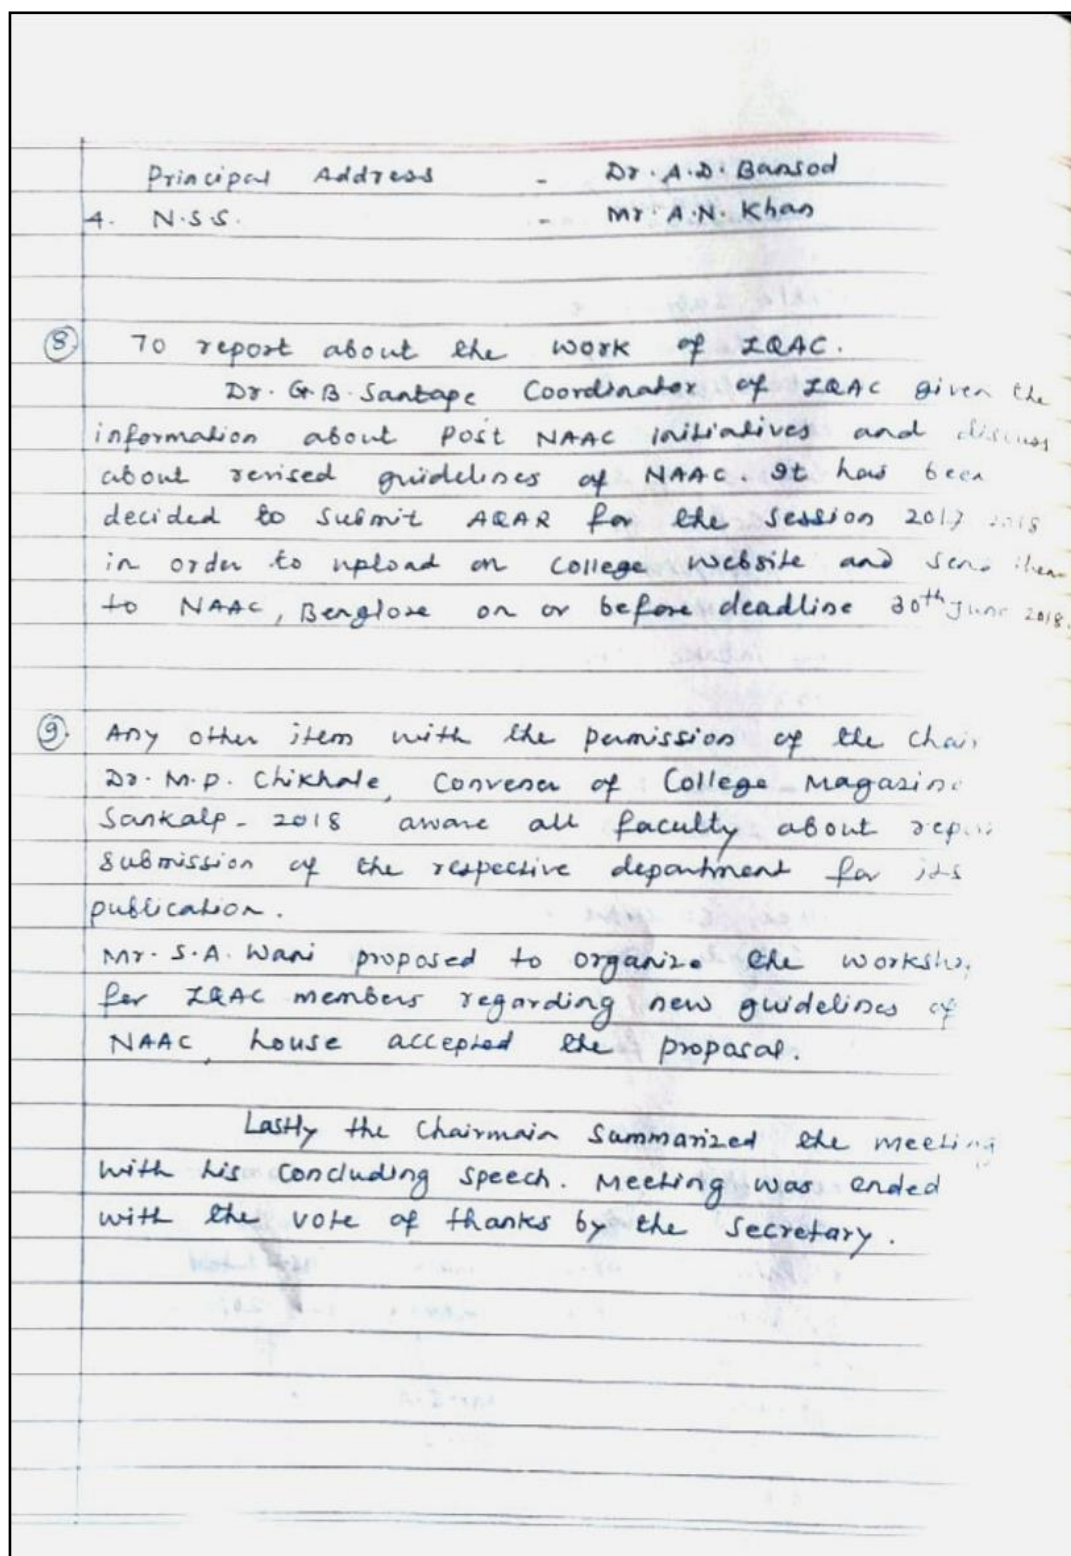 Principal Address - Dr. A.D. Bansod
4. N.S.S. - Mr. A.N. Khan
8 To report about the work of IQAC.
Dr. G.B. Santape Coordinator of IQAC given the
information about Post NAAC initiatives and discuss
about revised guidelines of NAAC. It has been
decided to submit AQAR for the session 2017 2018
in order to upload on College website and send them
to NAAC, Benglore on or before deadline 30th June 2018.
9. Any other item with the permission of the chair
Dr. M.P. Chikhale, Convener of College Magazine
Sankalp - 2018 aware all faculty about
submission of the respective department for its
publication.
Mr. S.A. Wani proposed to organize the workshop
for IQAC members regarding new guidelines of
NAAC, house accepted the proposal.
Lastly the Chairmain Summarized the meeting
with his concluding speech. Meeting was ended
with the vote of thanks by the secretary.